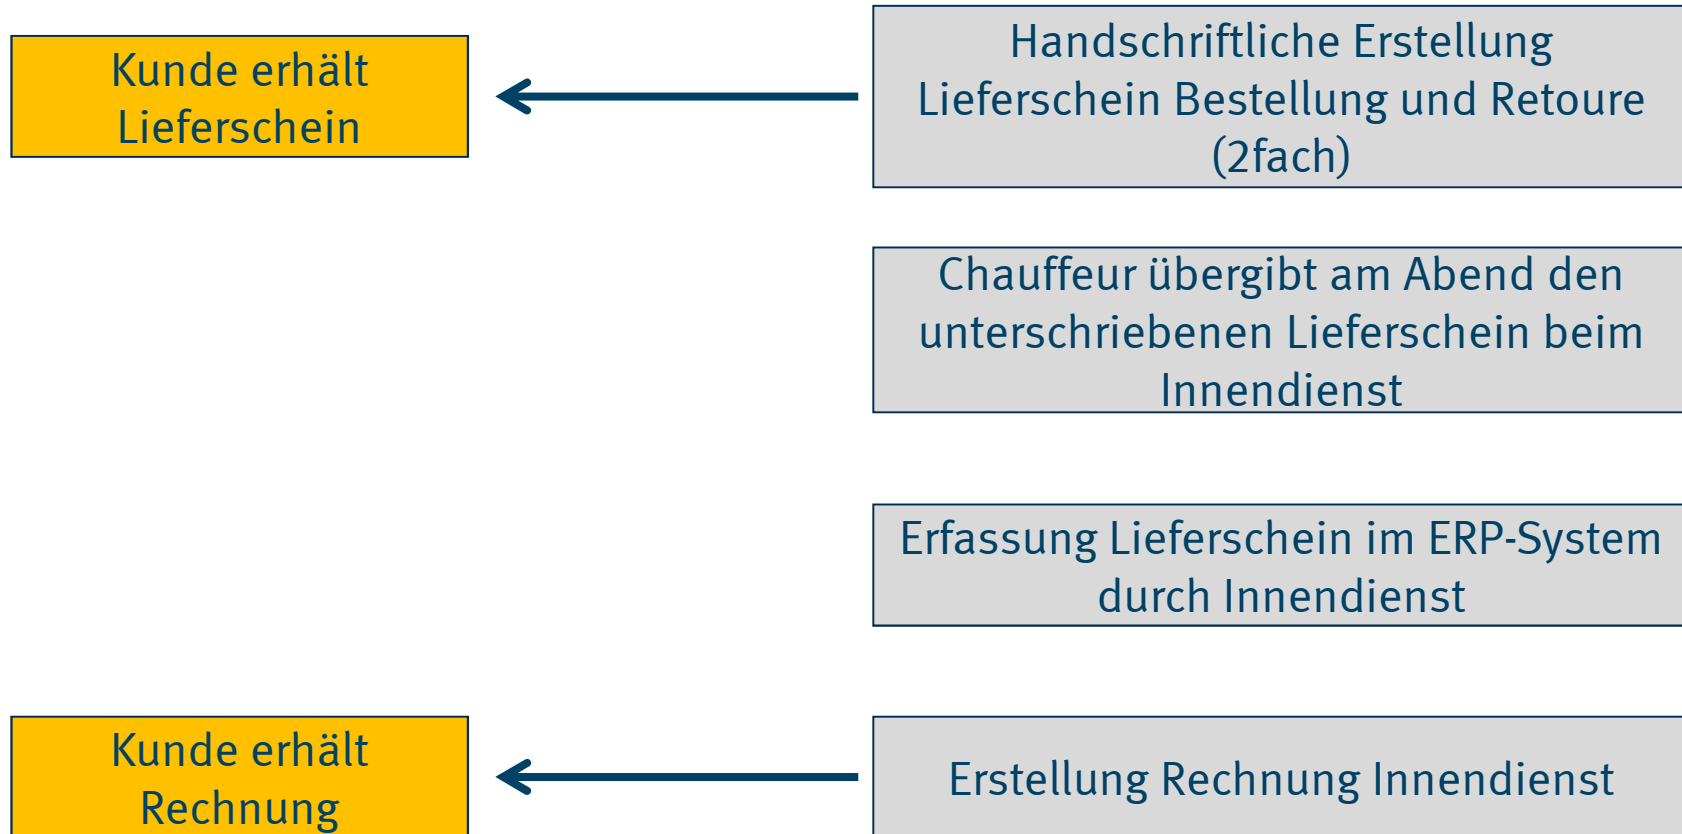 Kunde erhält
Lieferschein
Handschriftliche Erstellung
Lieferschein Bestellung und Retoure
(2fach)
Chauffeur übergibt am Abend den
unterschriebenen Lieferschein beim
Innendienst
Erfassung Lieferschein im ERP-System
durch Innendienst
Kunde erhält
Rechnung
Erstellung Rechnung Innendienst